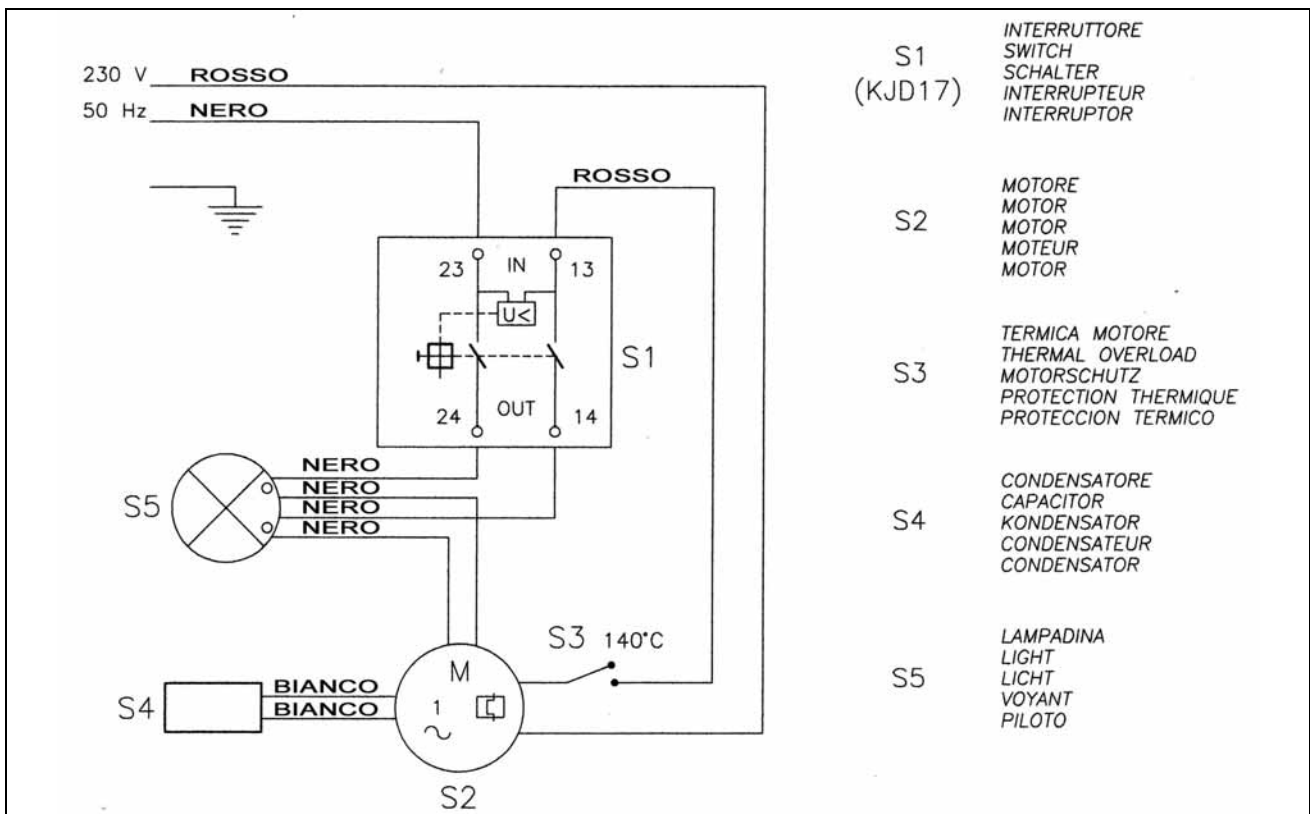 230 V ROSSO
50 Hz NERO
ROSSO
23 IN 13
U<
S1
24 OUT 14
NERO
NERO
NERO
NERO
S5
S3 140°C
M
1
BIANCO
BIANCO
S4
S2
S1
(KJD17)
INTERRUTTORE
SWITCH
SCHALTER
INTERRUPTEUR
INTERRUPTOR
S2
MOTORE
MOTOR
MOTOR
MOTEUR
MOTOR
S3
TERMICA MOTORE
THERMAL OVERLOAD
MOTORSCHUTZ
PROTECTION THERMIQUE
PROTECCION TERMICO
S4
CONDENSATORE
CAPACITOR
KONDENSATOR
CONDENSATEUR
CONDENSATOR
S5
LAMPADINA
LIGHT
LICHT
VOYANT
PILOTO